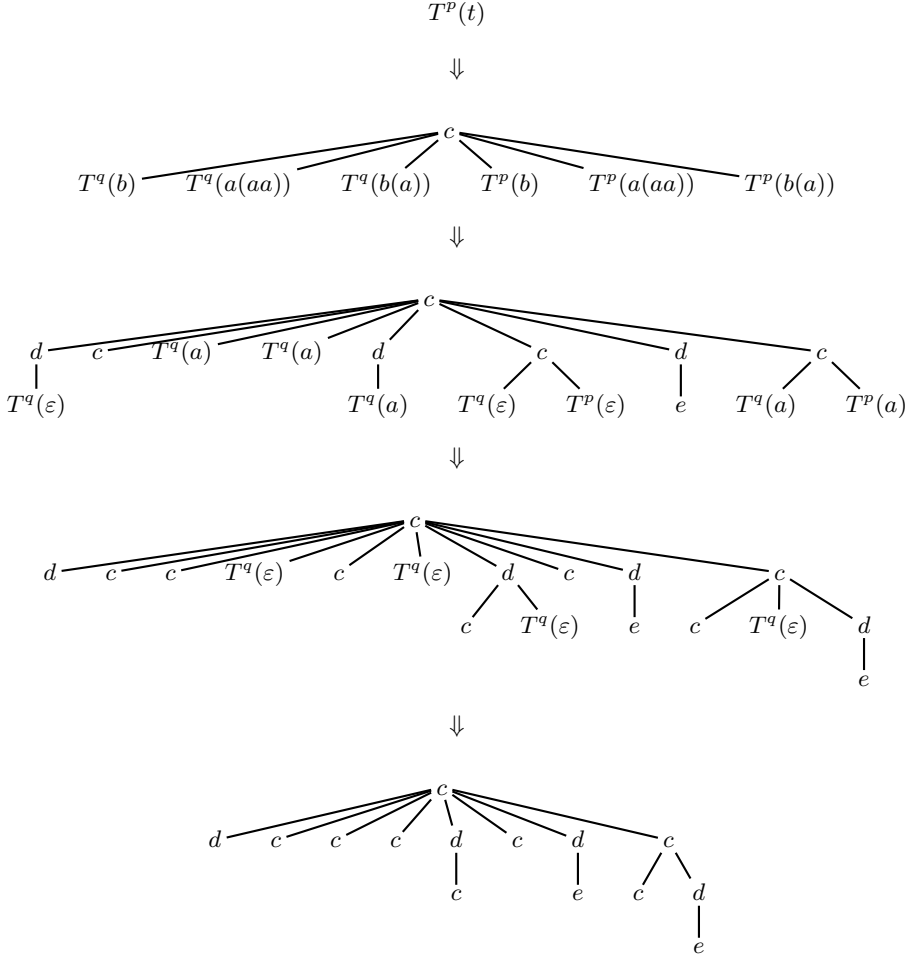 T^p(t)
⇓
c
T^q(b) T^q(a(aa)) T^q(b(a)) T^p(b) T^p(a(aa)) T^p(b(a))
⇓
c
d c T^q(a) T^q(a) d c d c
T^q(ε) T^q(a) T^q(ε) T^p(ε) e T^q(a) T^p(a)
⇓
c
d c c T^q(ε) c T^q(ε) d c d c
c T^q(ε) e c T^q(ε) d
e
⇓
c
d c c c d c d c
c e c d
e